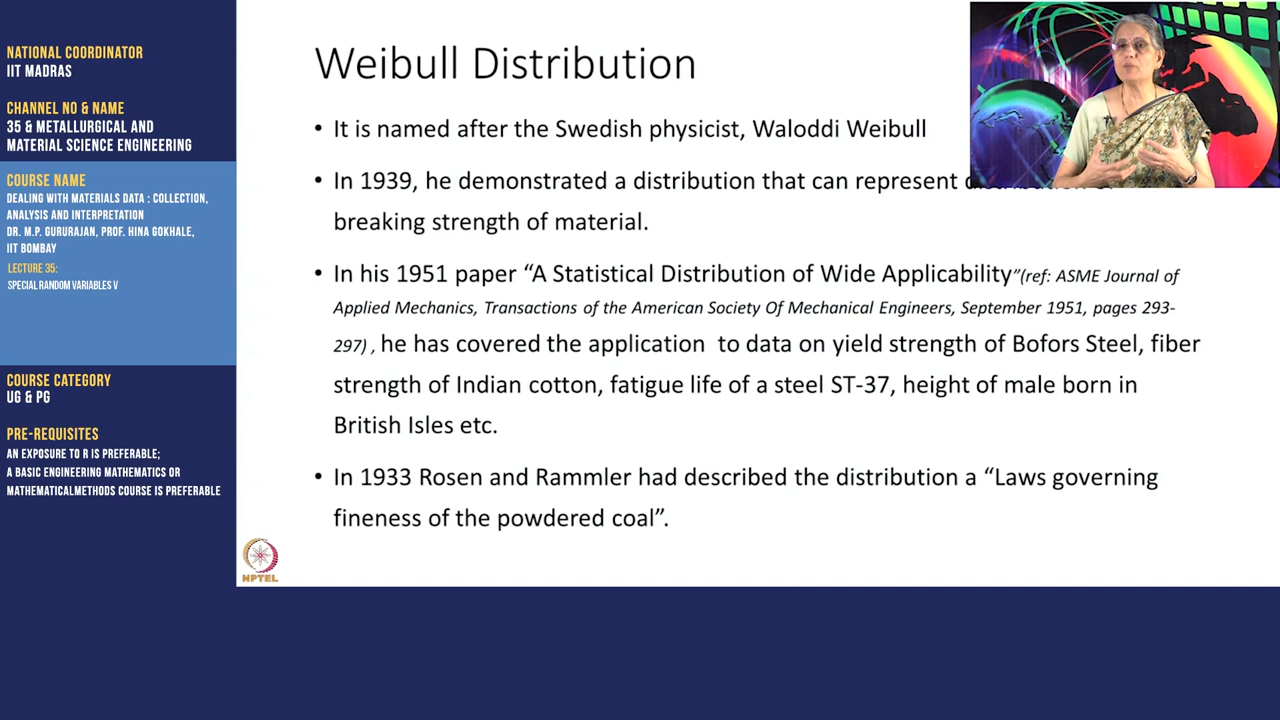 NATIONAL COORDINATOR
IIT MADRAS
CHANNEL NO & NAME
35 & METALLURGICAL AND
MATERIAL SCIENCE ENGINEERING
COURSE NAME
DEALING WITH MATERIALS DATA : COLLECTION,
ANALYSIS AND INTERPRETATION
DR. M.P. GURURAJAN, PROF. HINA GOKHALE,
IIT BOMBAY
LECTURE 35:
SPECIAL RANDOM VARIABLES V
COURSE CATEGORY
UG & PG
PRE-REQUISITES
AN EXPOSURE TO R IS PREFERABLE;
A BASIC ENGINEERING MATHEMATICS OR
MATHEMATICALMETHODS COURSE IS PREFERABLE
Weibull Distribution
• It is named after the Swedish physicist, Waloddi Weibull
• In 1939, he demonstrated a distribution that can represent
breaking strength of material.
• In his 1951 paper “A Statistical Distribution of Wide Applicability”(ref: ASME Journal of
Applied Mechanics, Transactions of the American Society Of Mechanical Engineers, September 1951, pages 293-
297) , he has covered the application to data on yield strength of Bofors Steel, fiber
strength of Indian cotton, fatigue life of a steel ST-37, height of male born in
British Isles etc.
• In 1933 Rosen and Rammler had described the distribution a “Laws governing
fineness of the powdered coal”.
NPTEL